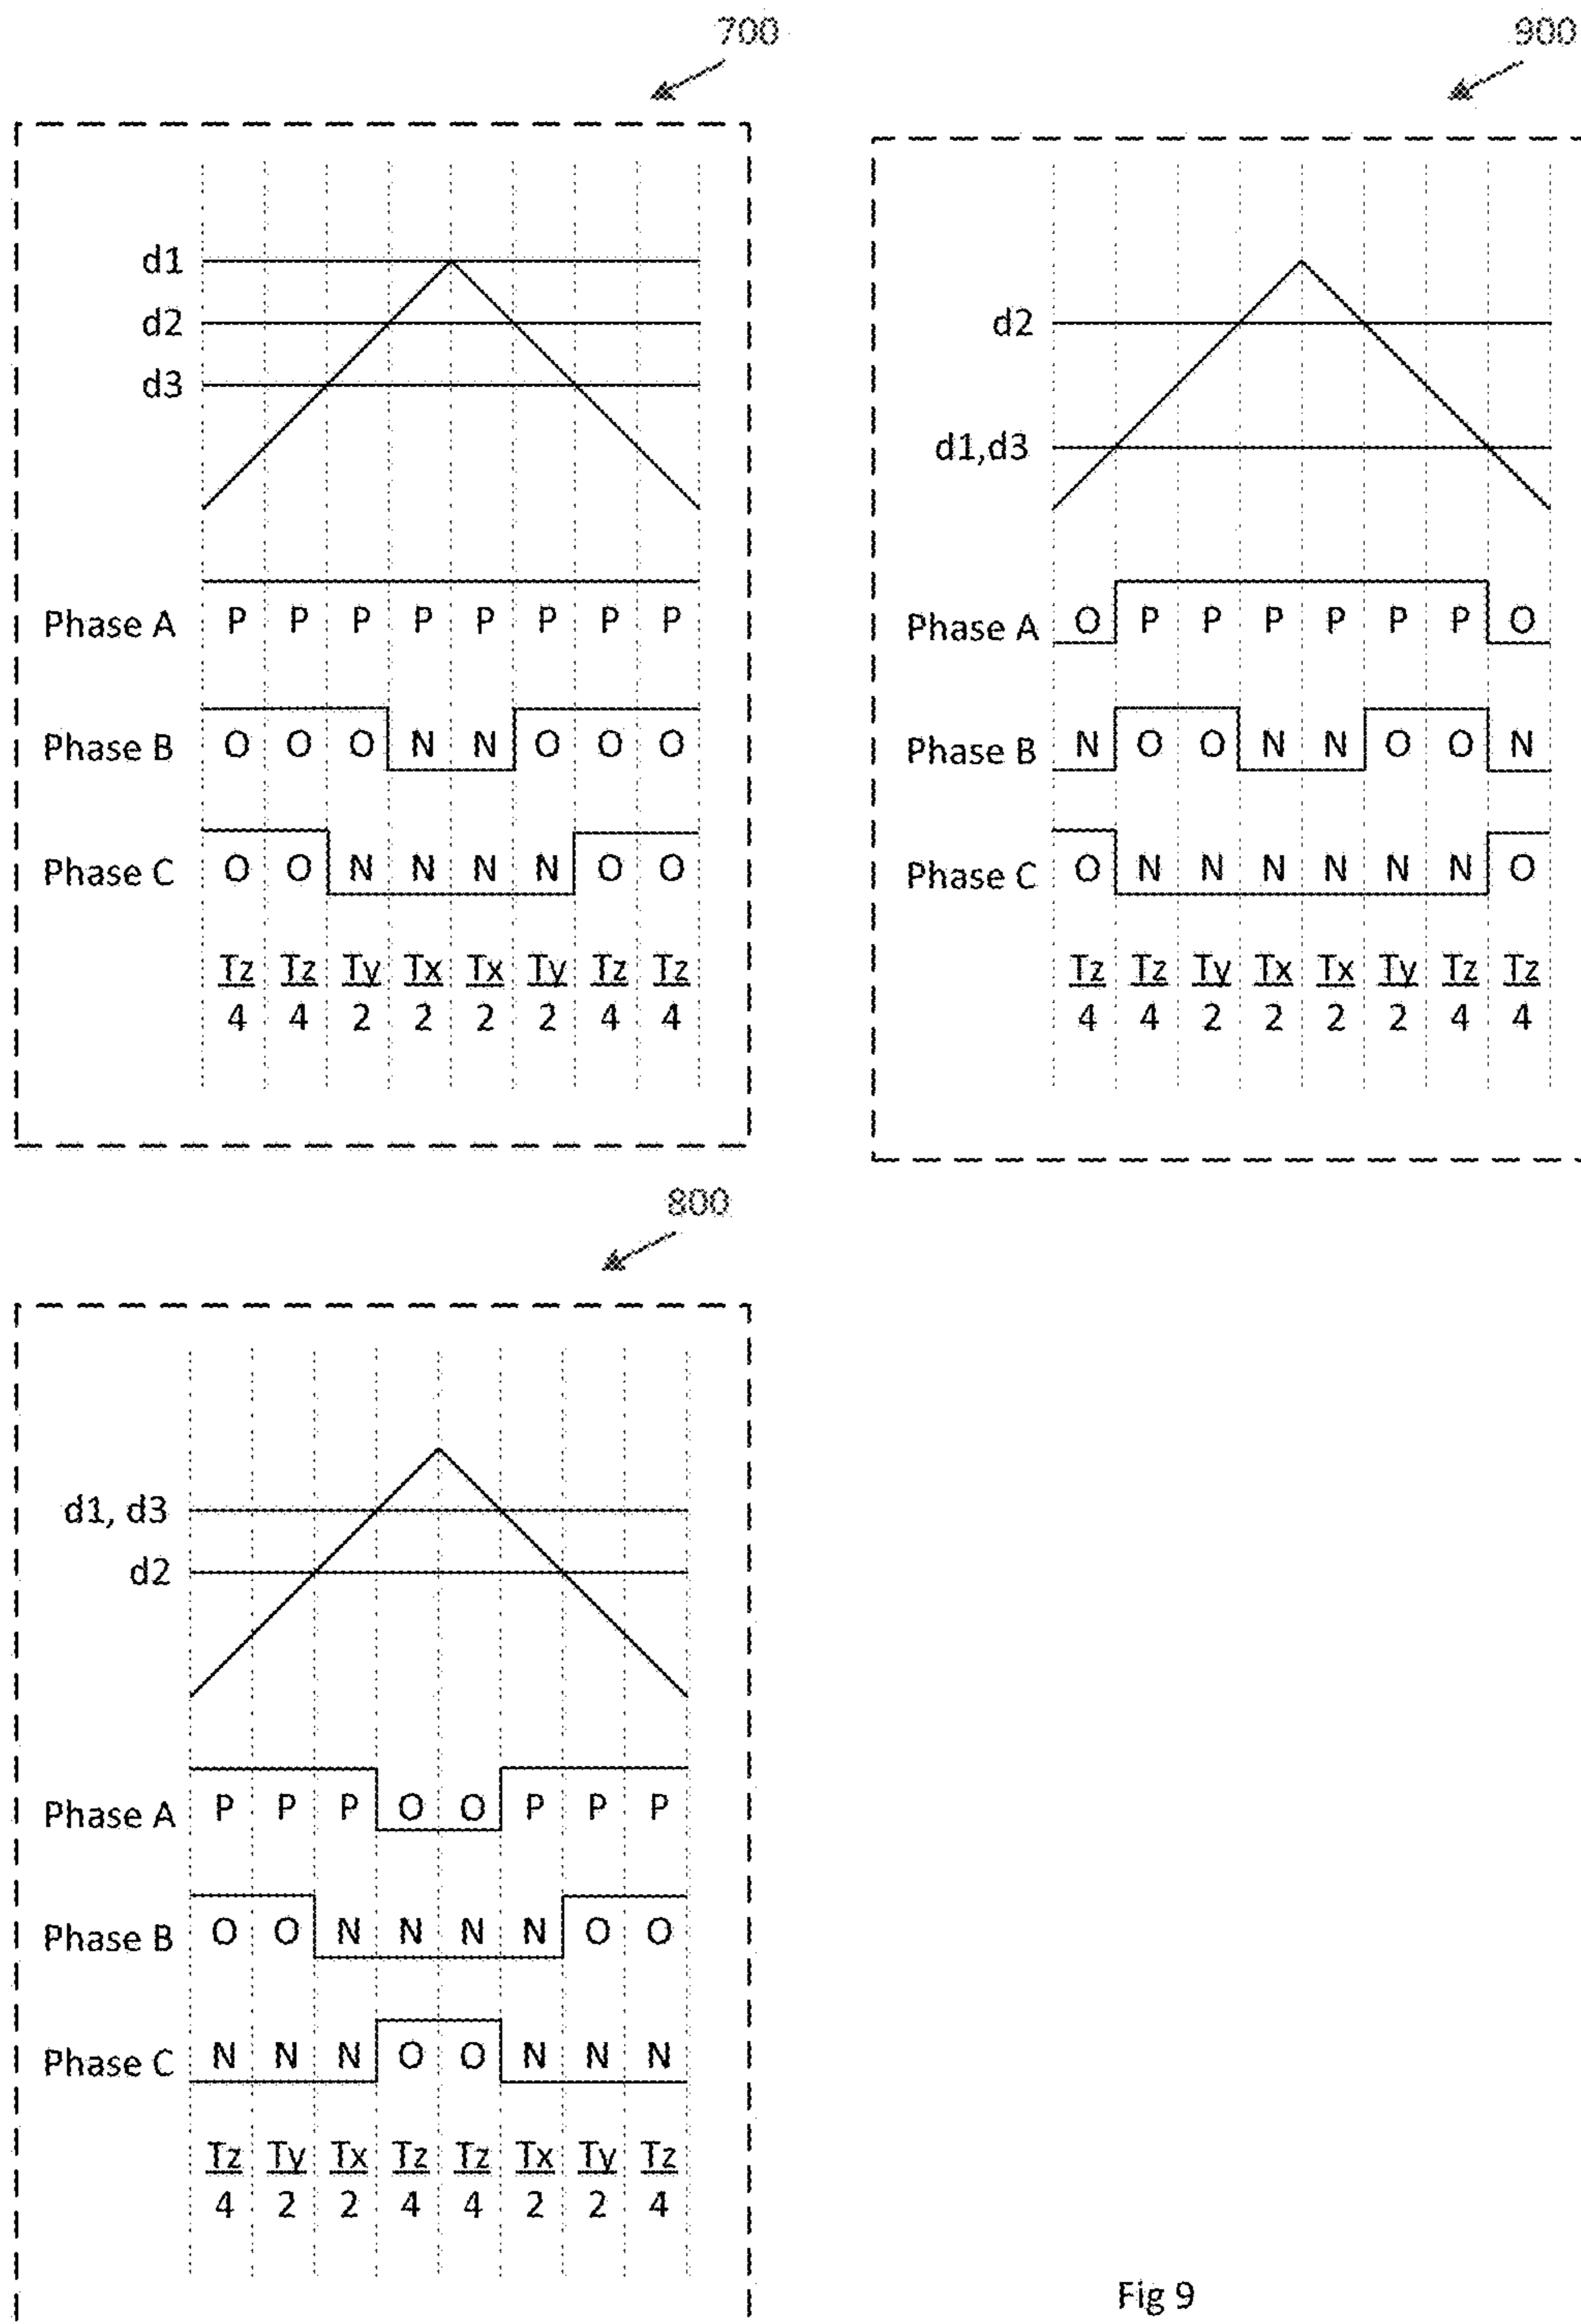 700
d1
d2
d3
Phase A P P P P P P P P
Phase B O O O N N O O O
Phase C O O N N N N O O
Tz Tz Ty Tx Tx Ty Tz Tz
4 4 2 2 2 2 4 4
900
d2
d1,d3
Phase A O P P P P P P O
Phase B N O O N N O O N
Phase C O N N N N N N O
Tz Tz Ty Tx Tx Ty Tz Tz
4 4 2 2 2 2 4 4
800
d1, d3
d2
Phase A P P P O O P P P
Phase B O O N N N N O O
Phase C N N N O O N N N
Tz Ty Tx Tz Tz Tx Ty Tz
4 2 2 4 4 2 2 4
Fig 9